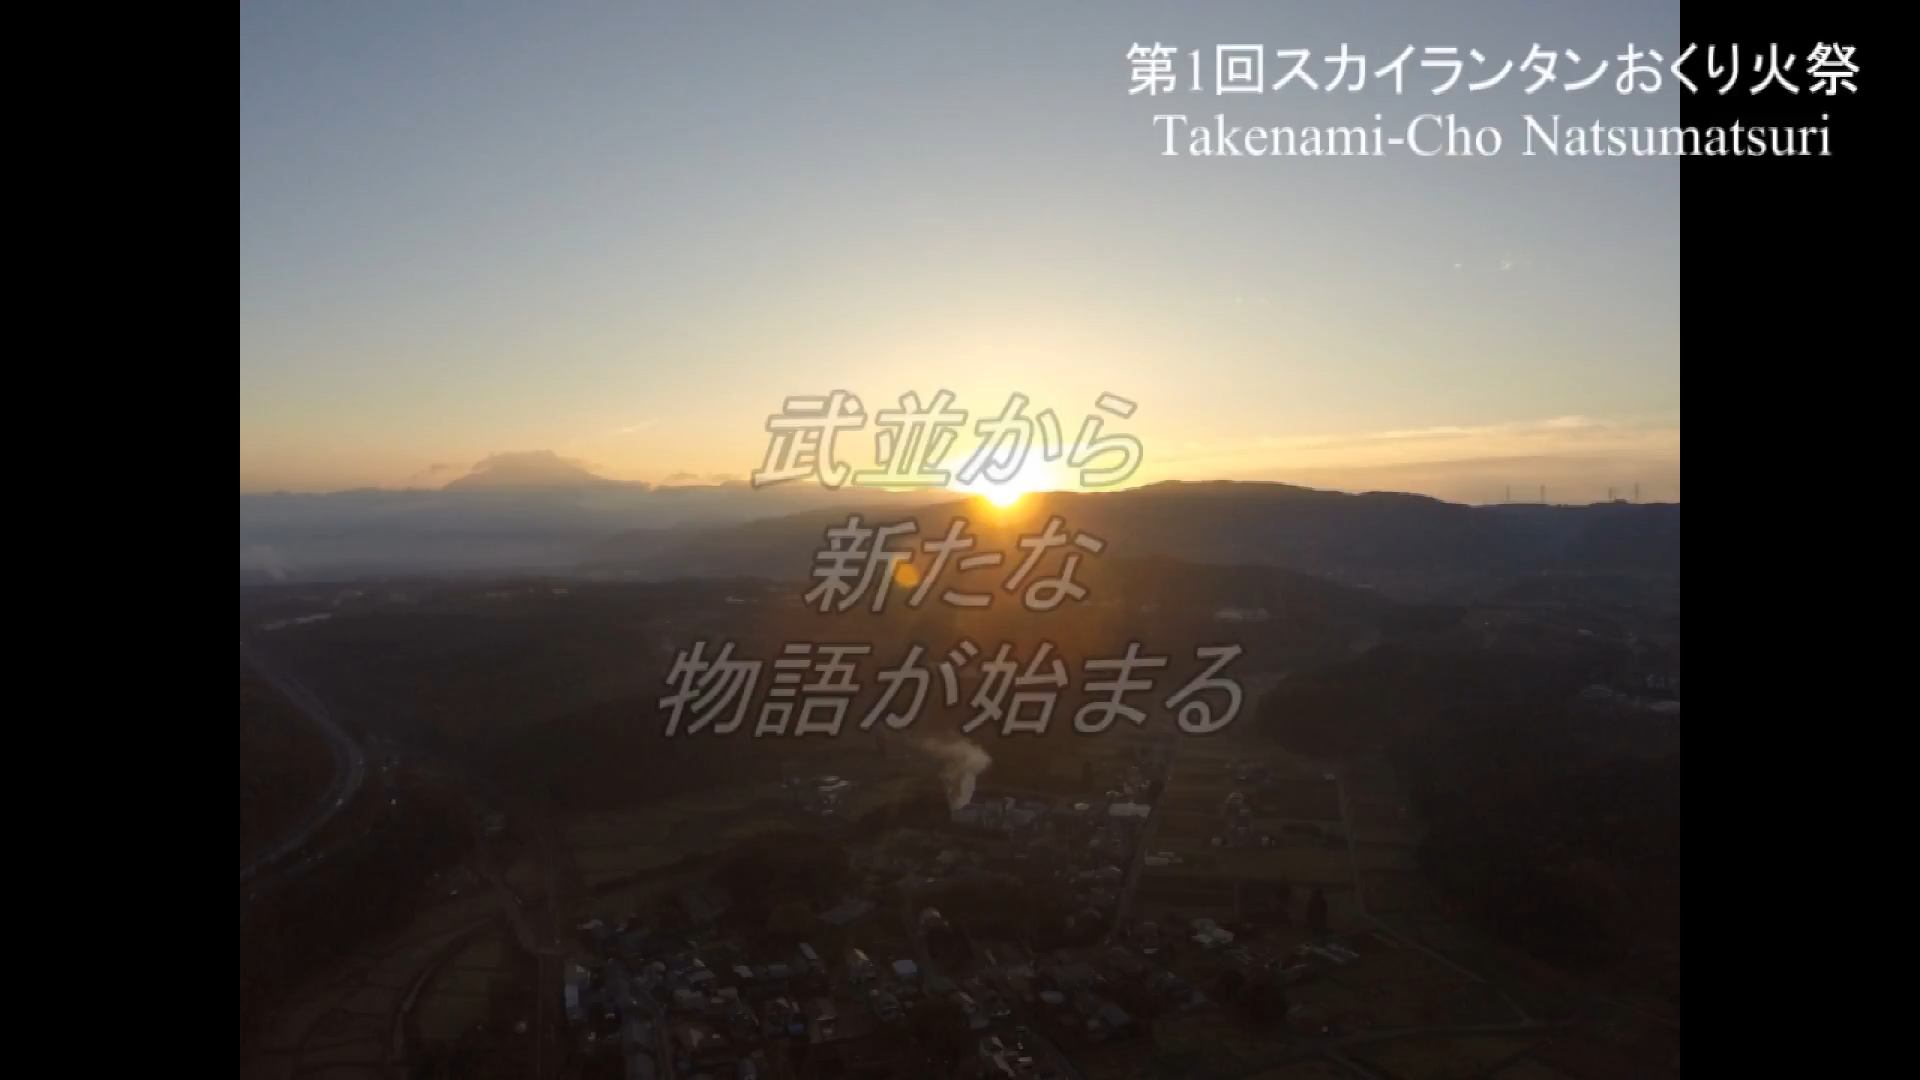 第1回スカイランタンおくり火祭
Takenami-Cho Natsumatsuri
武並から
新たな
物語が始まる